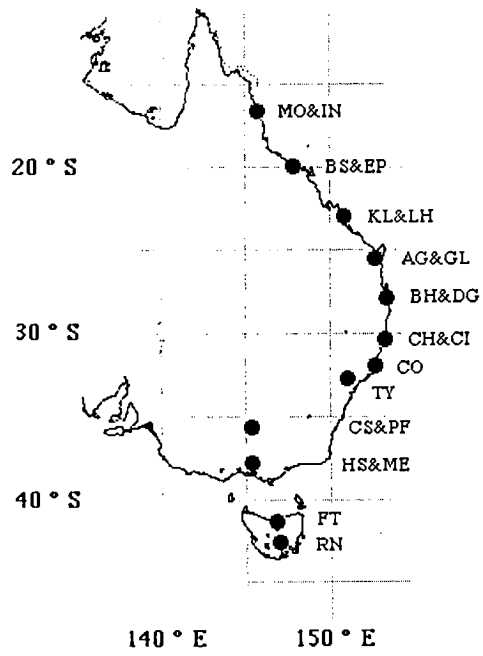 MO&IN
20° S
BS&EP
KL&LH
AG&GL
BH&DG
30° S
CH&CI
CO
TY
CS&PF
HS&ME
40° S
FT
RN
140° E
150° E